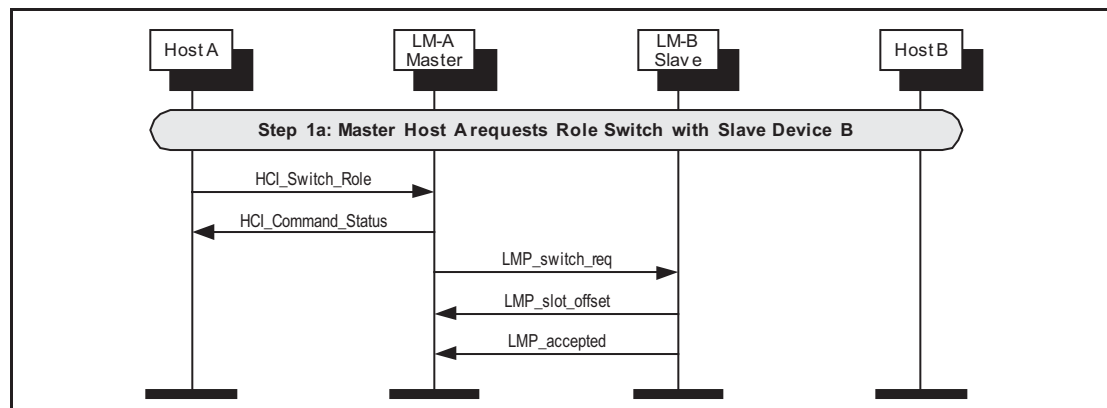 Host A
LM-A
Master
LM-B
Slave
Host B
Step 1a: Master Host A requests Role Switch with Slave Device B
HCI_Switch_Role
HCI_Command_Status
LMP_switch_req
LMP_slot_offset
LMP_accepted